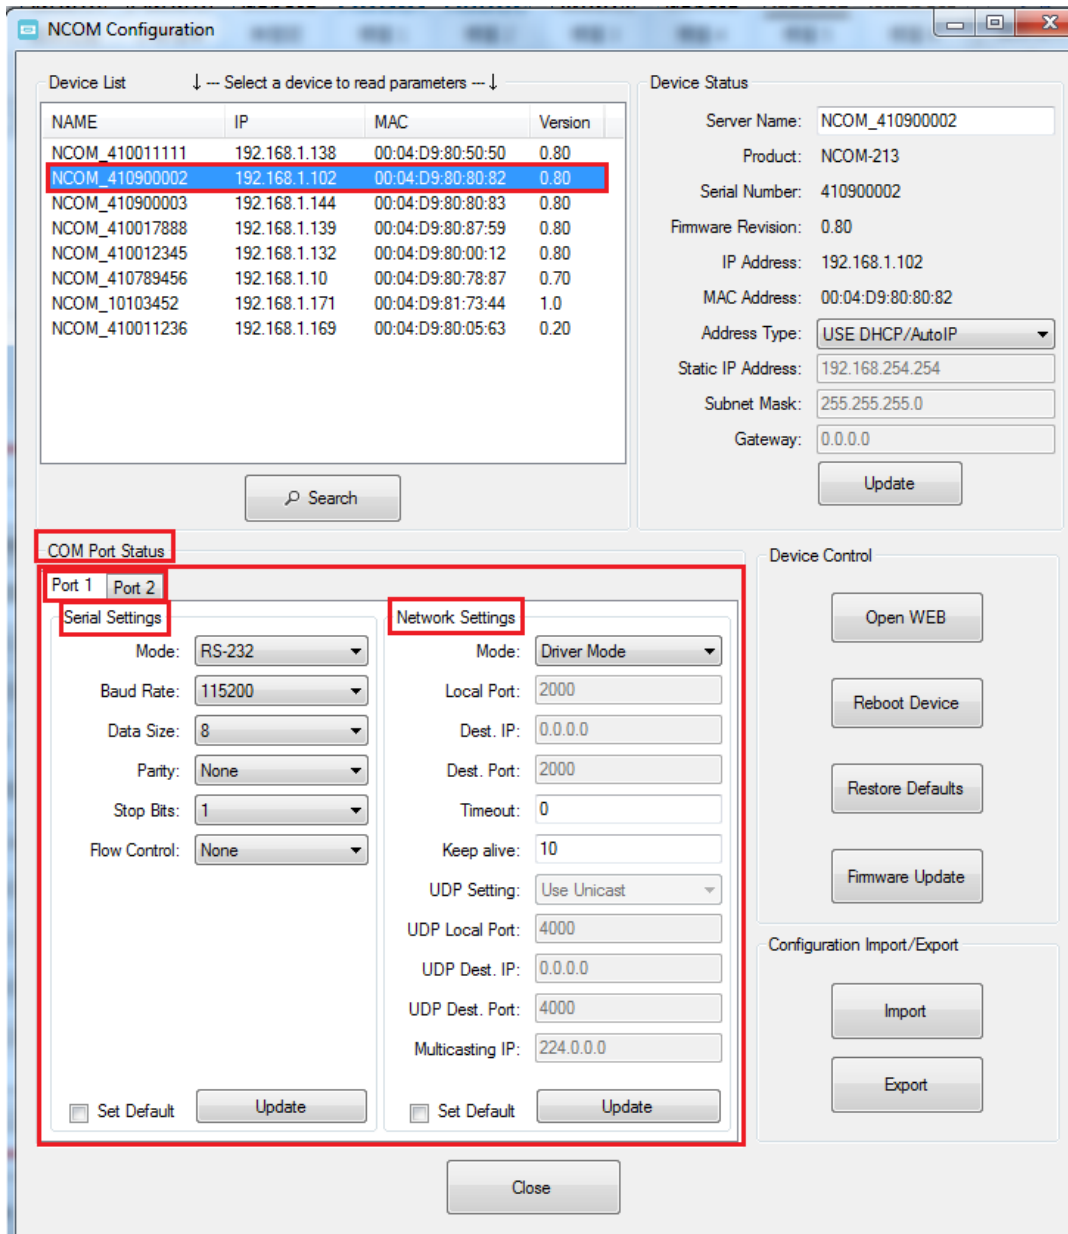 NCOM Configuration
Device List ↓ --- Select a device to read parameters --- ↓
NAME IP MAC Version
NCOM_410011111 192.168.1.138 00:04:D9:80:50:50 0.80
NCOM_410900002 192.168.1.102 00:04:D9:80:80:82 0.80
NCOM_410900003 192.168.1.144 00:04:D9:80:80:83 0.80
NCOM_410017888 192.168.1.139 00:04:D9:80:87:59 0.80
NCOM_410012345 192.168.1.132 00:04:D9:80:00:12 0.80
NCOM_410789456 192.168.1.10 00:04:D9:80:78:87 0.70
NCOM_10103452 192.168.1.171 00:04:D9:81:73:44 1.0
NCOM_410011236 192.168.1.169 00:04:D9:80:05:63 0.20
Search
Device Status
Server Name: NCOM_410900002
Product: NCOM-213
Serial Number: 410900002
Firmware Revision: 0.80
IP Address: 192.168.1.102
MAC Address: 00:04:D9:80:80:82
Address Type: USE DHCP/AutoIP
Static IP Address: 192.168.254.254
Subnet Mask: 255.255.255.0
Gateway: 0.0.0.0
Update
COM Port Status
Port 1 Port 2
Serial Settings
Mode: RS-232
Baud Rate: 115200
Data Size: 8
Parity: None
Stop Bits: 1
Flow Control: None
Set Default Update
Network Settings
Mode: Driver Mode
Local Port: 2000
Dest. IP: 0.0.0.0
Dest. Port: 2000
Timeout: 0
Keep alive: 10
UDP Setting: Use Unicast
UDP Local Port: 4000
UDP Dest. IP: 0.0.0.0
UDP Dest. Port: 4000
Multicasting IP: 224.0.0.0
Set Default Update
Device Control
Open WEB
Reboot Device
Restore Defaults
Firmware Update
Configuration Import/Export
Import
Export
Close